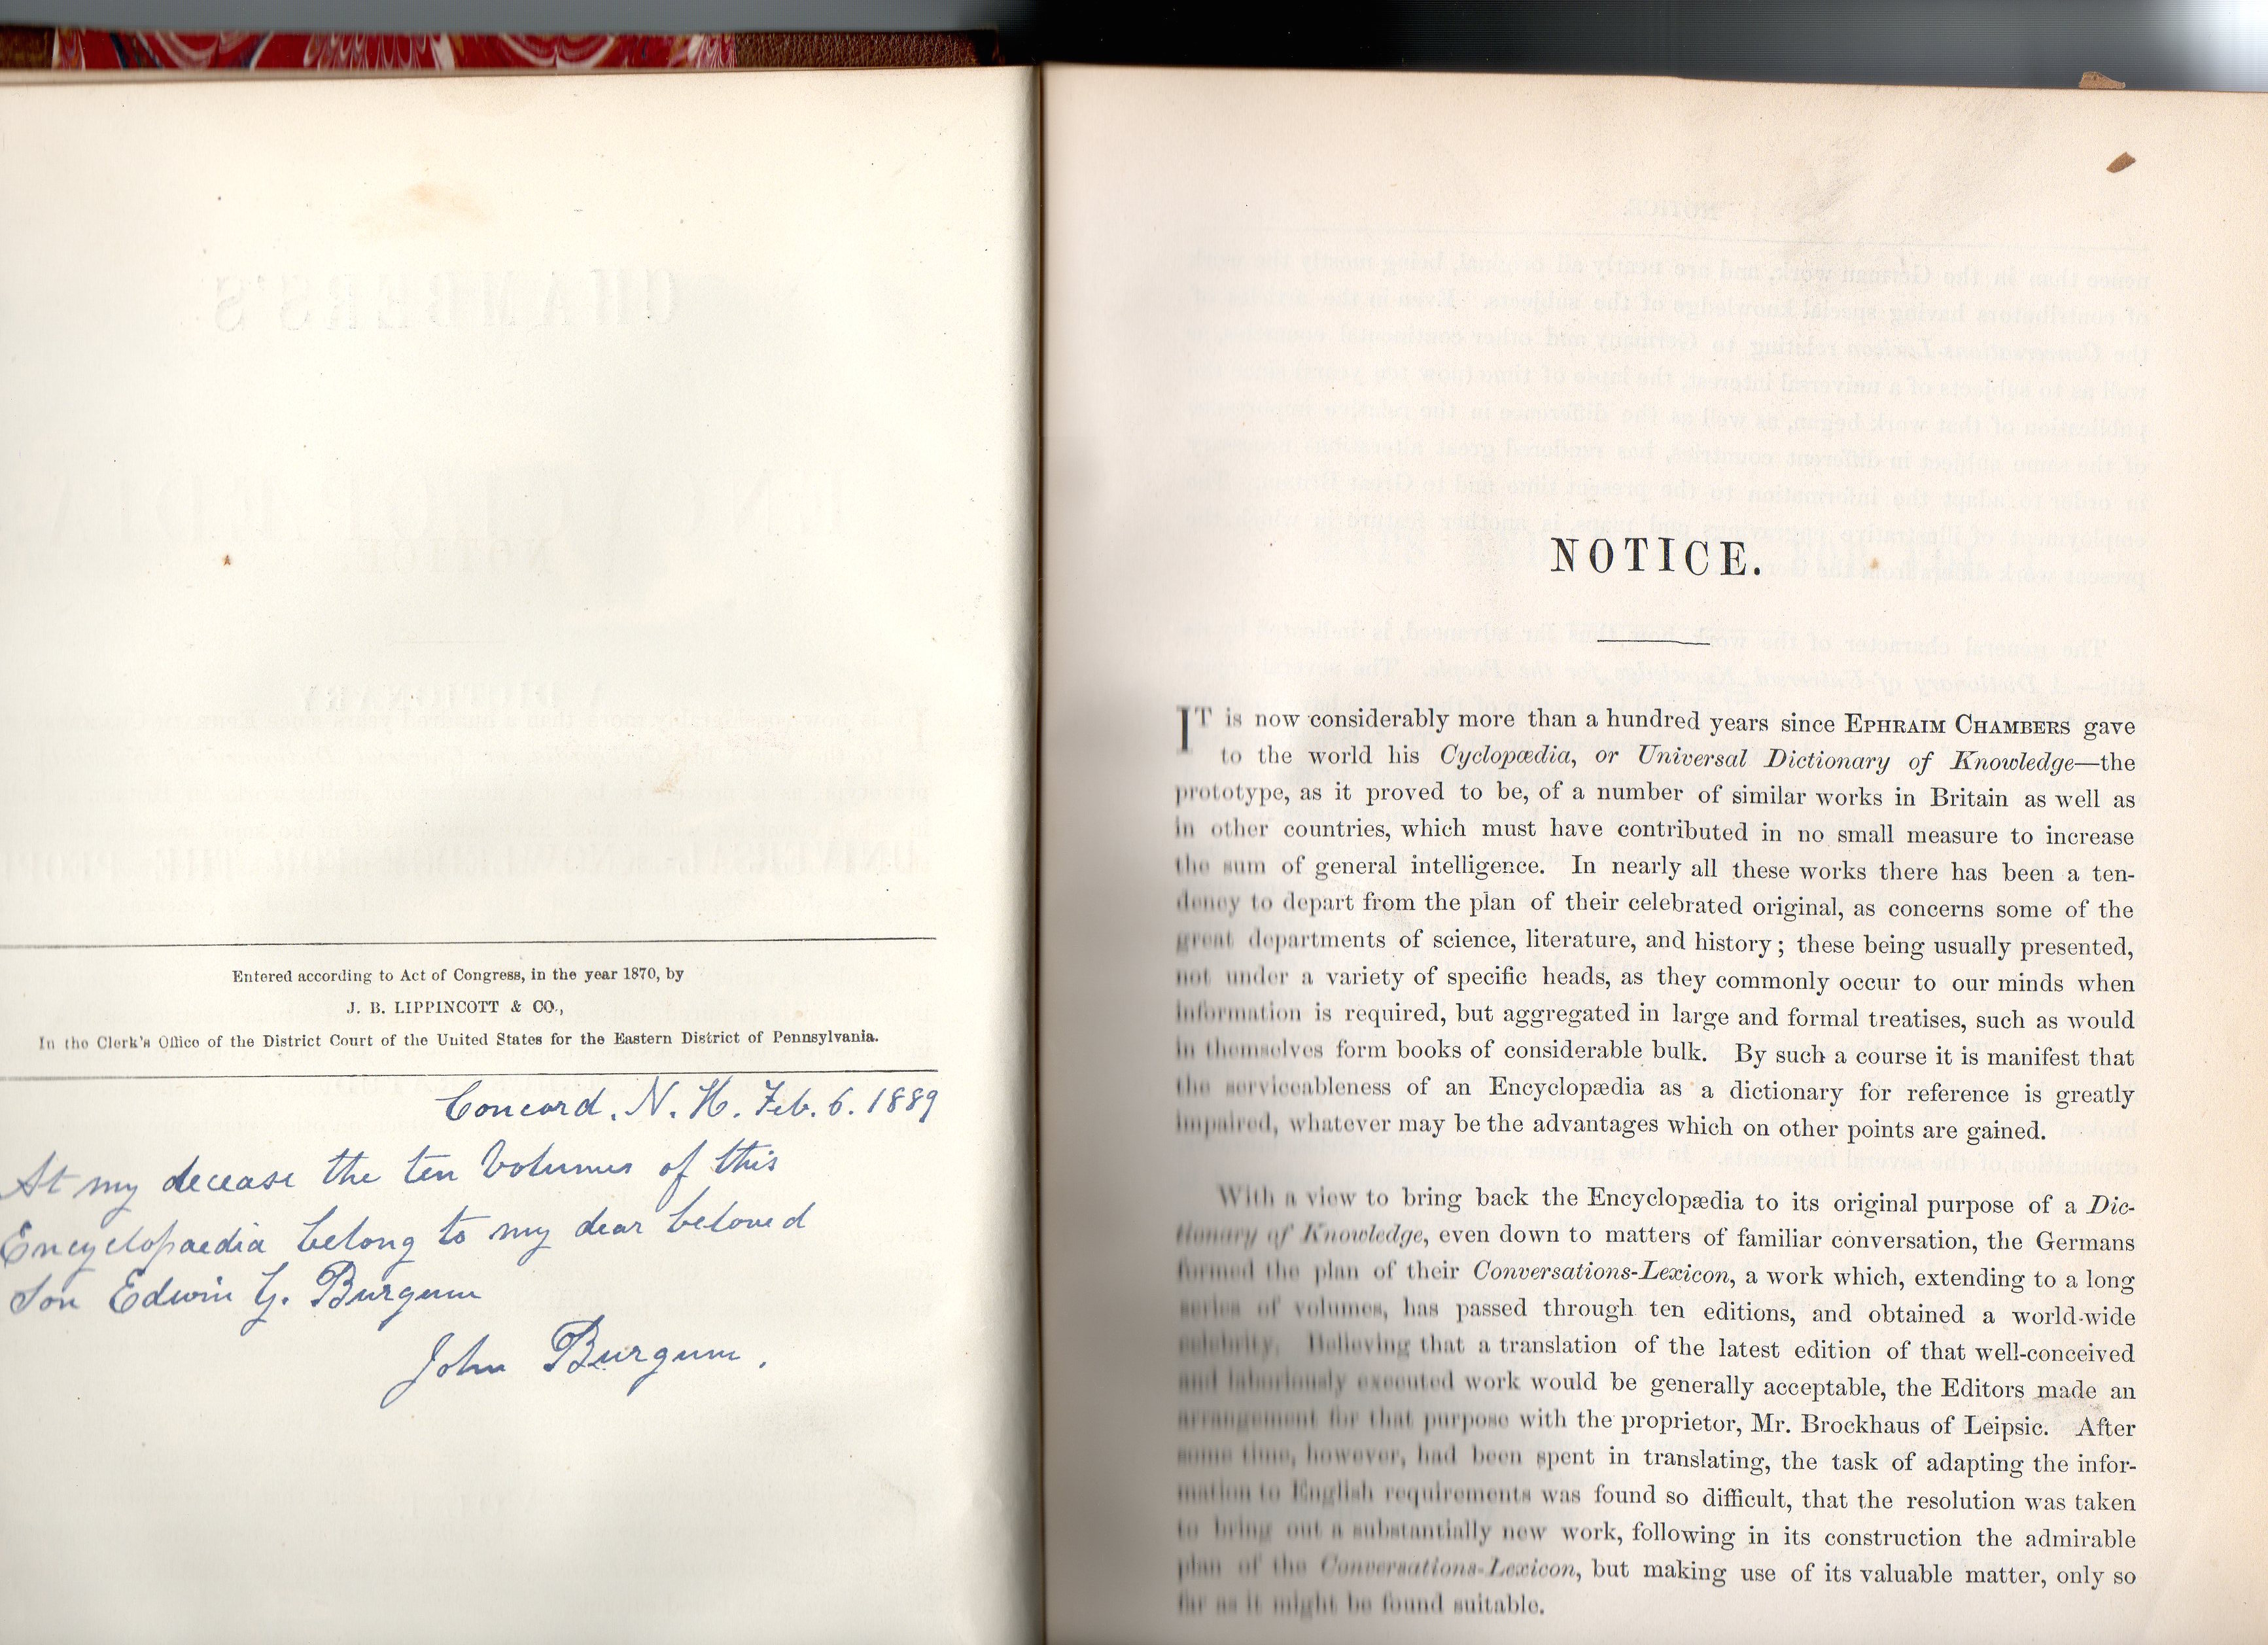 Entered according to Act of Congress, in the year 1870, by
J. B. LIPPINCOTT & CO.,
In the Clerk's Office of the District Court of the United States for the Eastern District of Pennsylvania.
Concord, N. H. Feb. 6. 1889
At my decease the ten Volumes of this
Encyclopaedia belong to my dear beloved
Son Edwin G. Burgum
John Burgum.
NOTICE.
IT is now considerably more than a hundred years since EPHRAIM CHAMBERS gave
to the world his Cyclopædia, or Universal Dictionary of Knowledge—the
prototype, as it proved to be, of a number of similar works in Britain as well as
in other countries, which must have contributed in no small measure to increase
the sum of general intelligence. In nearly all these works there has been a ten-
dency to depart from the plan of their celebrated original, as concerns some of the
great departments of science, literature, and history; these being usually presented,
not under a variety of specific heads, as they commonly occur to our minds when
information is required, but aggregated in large and formal treatises, such as would
in themselves form books of considerable bulk. By such a course it is manifest that
the serviceableness of an Encyclopædia as a dictionary for reference is greatly
impaired, whatever may be the advantages which on other points are gained.
With a view to bring back the Encyclopædia to its original purpose of a Dic-
tionary of Knowledge, even down to matters of familiar conversation, the Germans
formed the plan of their Conversations-Lexicon, a work which, extending to a long
series of volumes, has passed through ten editions, and obtained a world-wide
celebrity. Believing that a translation of the latest edition of that well-conceived
and laboriously executed work would be generally acceptable, the Editors made an
arrangement for that purpose with the proprietor, Mr. Brockhaus of Leipsic. After
some time, however, had been spent in translating, the task of adapting the infor-
mation to English requirements was found so difficult, that the resolution was taken
to bring out a substantially new work, following in its construction the admirable
plan of the Conversations-Lexicon, but making use of its valuable matter, only so
far as it might be found suitable.